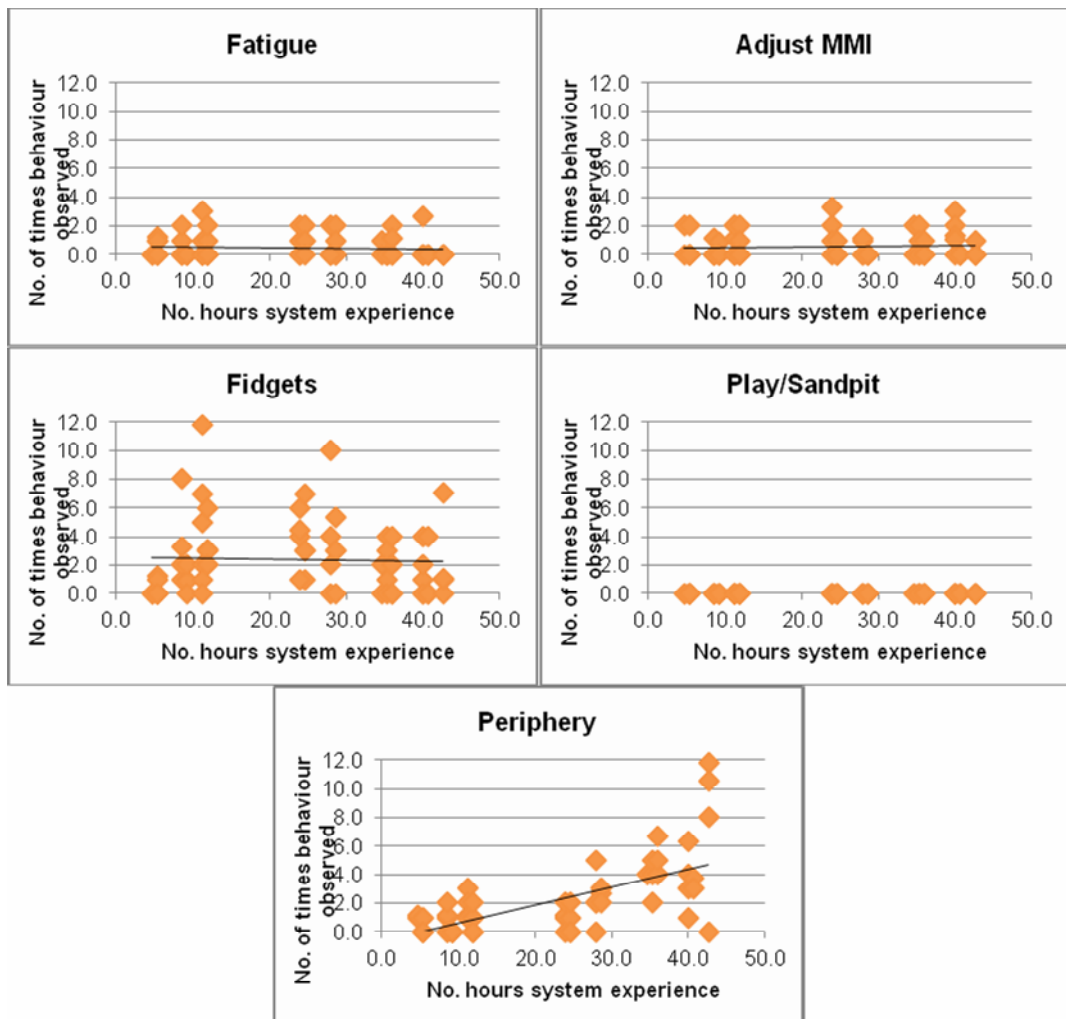 Fatigue
No. of times behaviour
observed
12.0
10.0
8.0
6.0
4.0
2.0
0.0
0.0 10.0 20.0 30.0 40.0 50.0
No. hours system experience
Adjust MMI
No. of times behaviour
observed
12.0
10.0
8.0
6.0
4.0
2.0
0.0
0.0 10.0 20.0 30.0 40.0 50.0
No. hours system experience
Fidgets
No. of times behaviour
observed
12.0
10.0
8.0
6.0
4.0
2.0
0.0
0.0 10.0 20.0 30.0 40.0 50.0
No. hours system experience
Play/Sandpit
No. of times behaviour
observed
12.0
10.0
8.0
6.0
4.0
2.0
0.0
0.0 10.0 20.0 30.0 40.0 50.0
No. hours system experience
Periphery
No. of times behaviour
observed
12.0
10.0
8.0
6.0
4.0
2.0
0.0
0.0 10.0 20.0 30.0 40.0 50.0
No. hours system experience